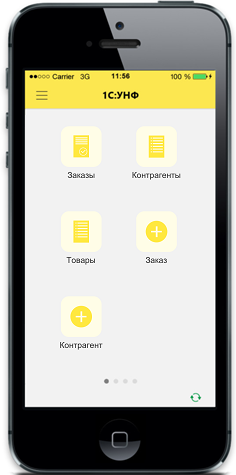 Carrier 3G 11:56 100 %
1С:УНФ
Заказы Контрагенты
Товары Заказ
Контрагент